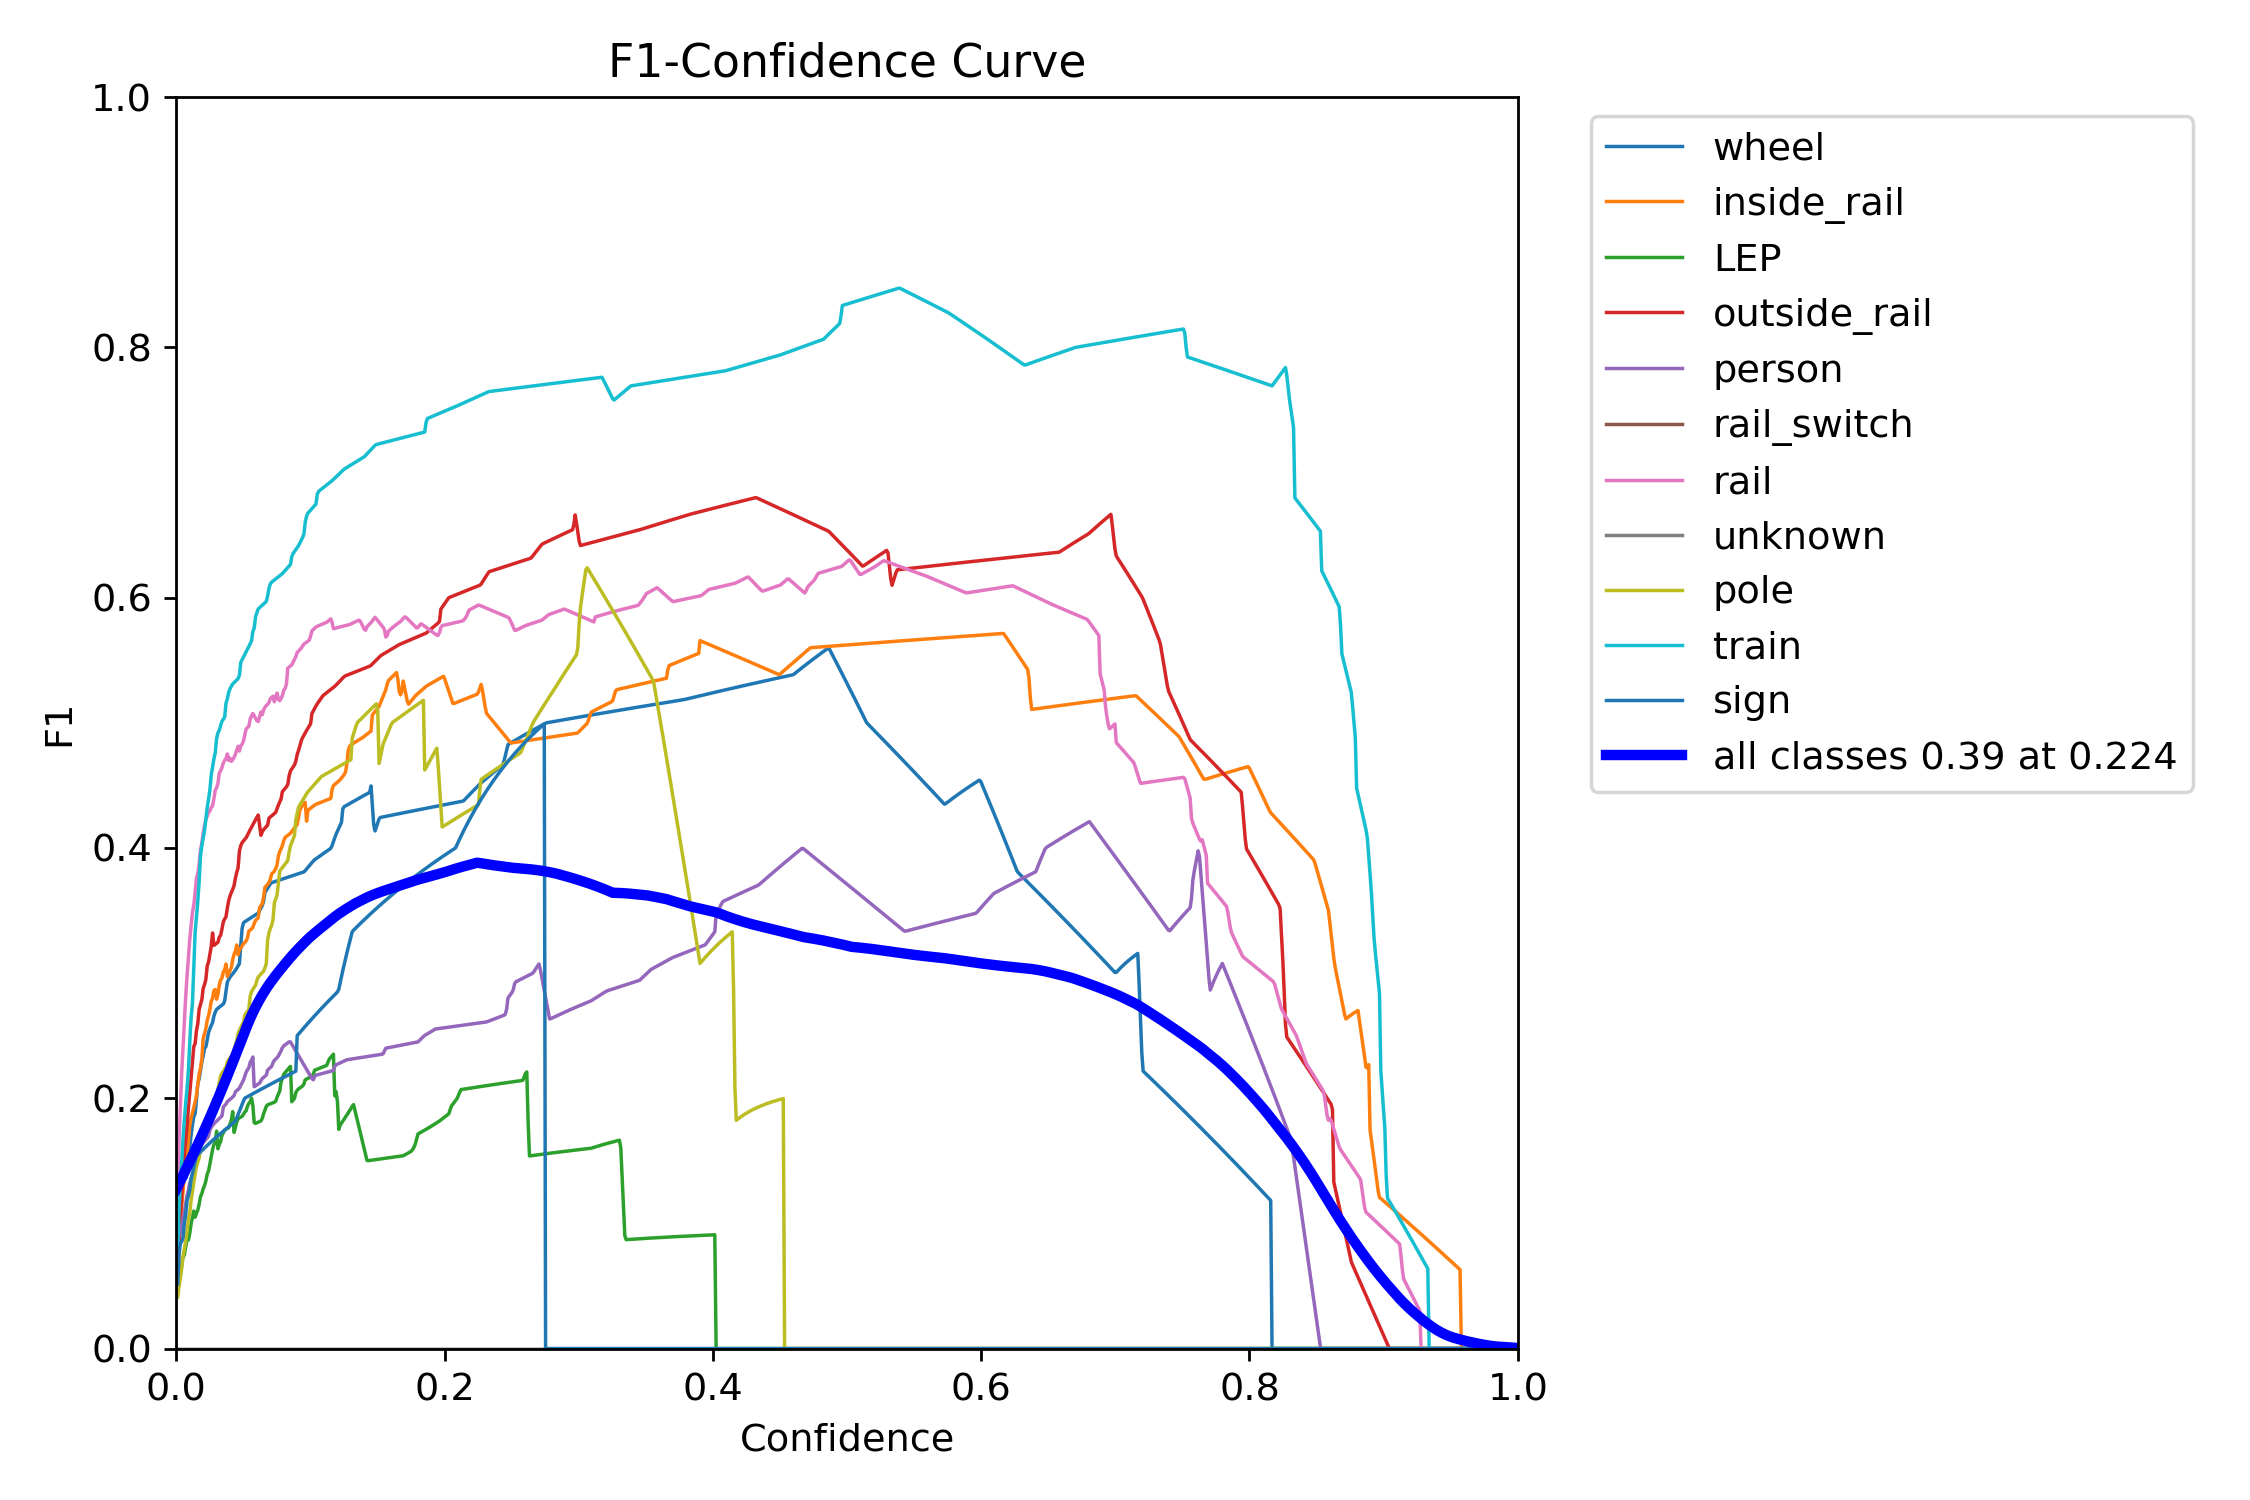 F1-Confidence Curve
1.0
0.8
0.6
0.4
0.2
0.0
F1
0.0 0.2 0.4 0.6 0.8 1.0
Confidence
wheel
inside_rail
LEP
outside_rail
person
rail_switch
rail
unknown
pole
train
sign
all classes 0.39 at 0.224